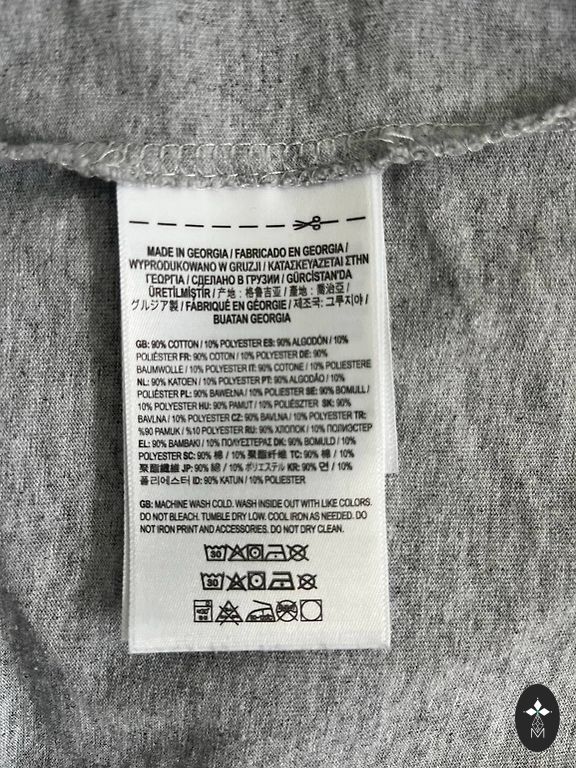 MADE IN GEORGIA / FABRICADO EN GEORGIA /
WYPRODUKOWANO W GRUZJI / ΚΑΤΑΣΚΕΥΑΖΕΤΑΙ ΣΤΗΝ
ΓΕΩΡΓΙΑ / СДЕЛАНО В ГРУЗИИ / GÜRCİSTAN'DA
ÜRETİLMİŞTİR / 产地 : 格鲁吉亚 / 產地 : 喬治亞 /
グルジア製 / FABRIQUÉ EN GÉORGIE / 제조국: 그루지야 /
BUATAN GEORGIA
GB: 90% COTTON / 10% POLYESTER ES: 90% ALGODÓN / 10%
POLIÉSTER FR: 90% COTON / 10% POLYESTER DE: 90%
BAUMWOLLE / 10% POLYESTER IT: 90% COTONE / 10% POLIESTERE
NL: 90% KATOEN / 10% POLYESTER PT: 90% ALGODÃO / 10%
POLIÉSTER PL: 90% BAWEŁNA / 10% POLIESTER SE: 90% BOMULL /
10% POLYESTER HU: 90% PAMUT / 10% POLIÉSZTER SK: 90%
BAVLNA / 10% POLYESTER CZ: 90% BAVLNA / 10% POLYESTER TR:
%90 PAMUK / %10 POLYESTER RU: 90% ХЛОПОК / 10% ПОЛИЭСТЕР
EL: 90% ΒΑΜΒΑΚΙ / 10% ΠΟΛΥΕΣΤΕΡΑΣ DK: 90% BOMULD / 10%
POLYESTER SC: 90% 棉 / 10% 聚酯纤维 TC: 90% 棉 / 10%
聚酯纖維 JP: 90% 綿 / 10% ポリエステル KR: 90% 면 / 10%
폴리에스터 ID: 90% KATUN / 10% POLIESTER
GB: MACHINE WASH COLD. WASH INSIDE OUT WITH LIKE COLORS.
DO NOT BLEACH. TUMBLE DRY LOW. COOL IRON AS NEEDED. DO
NOT IRON PRINT AND ACCESSORIES. DO NOT DRY CLEAN.
30
30
M